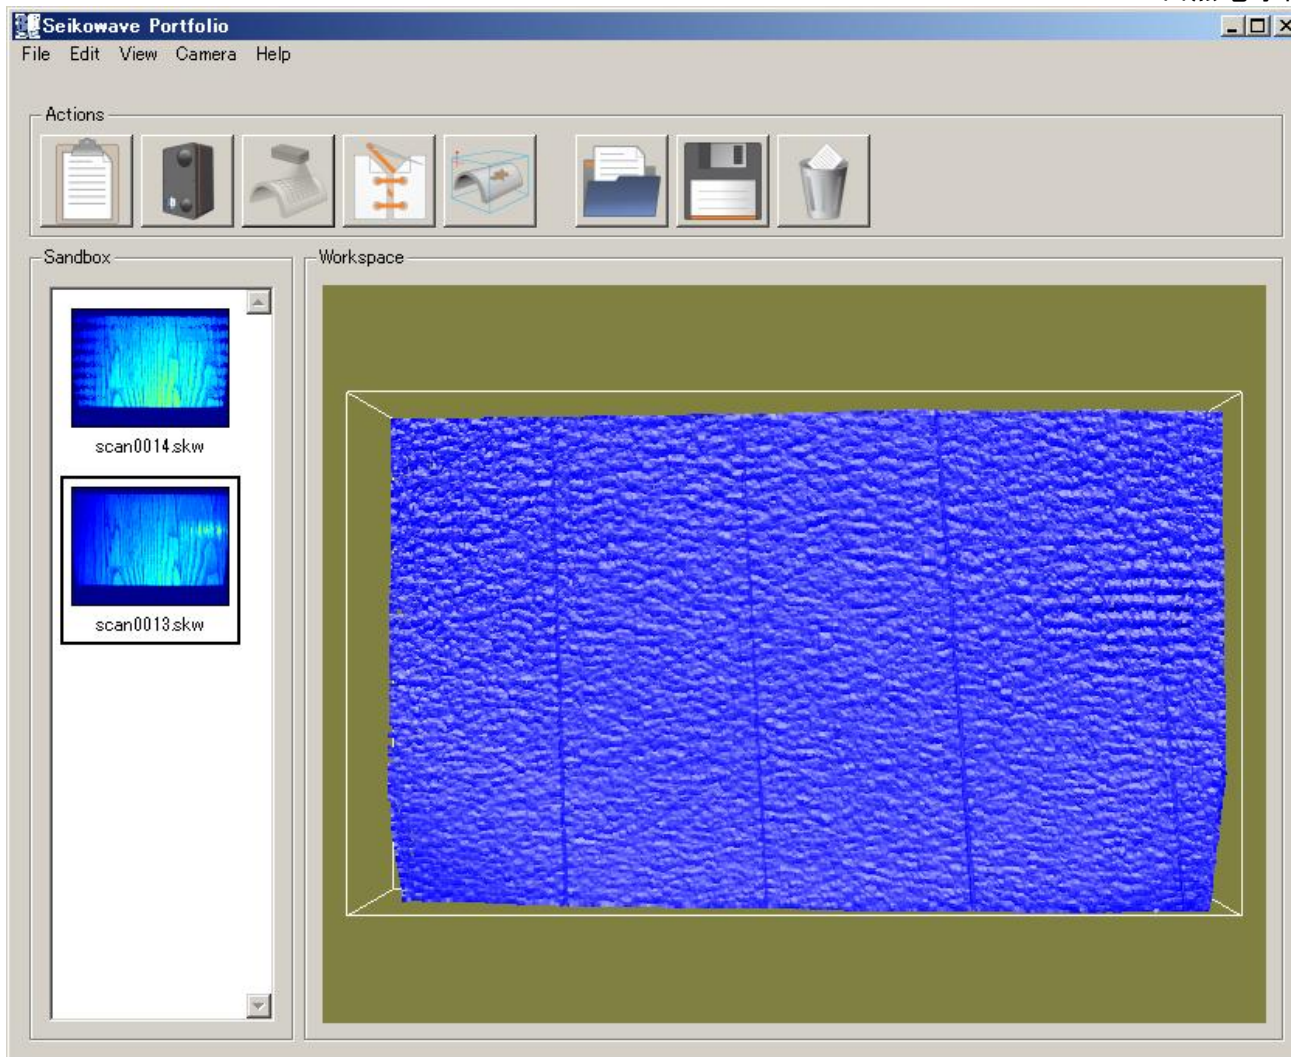 Seikowave Portfolio
File Edit View Camera Help
Actions
Sandbox
Workspace
scan0014.skw
scan0013.skw